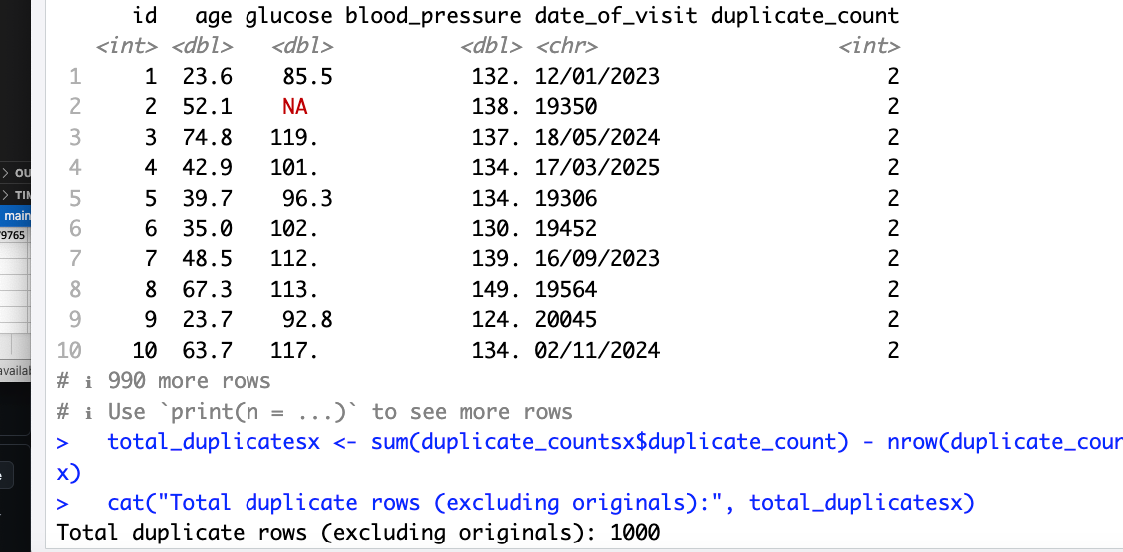 id age glucose blood_pressure date_of_visit duplicate_count
<int> <dbl> <dbl> <dbl> <chr> <int>
1 1 23.6 85.5 132. 12/01/2023 2
2 2 52.1 NA 138. 19350 2
3 3 74.8 119. 137. 18/05/2024 2
4 4 42.9 101. 134. 17/03/2025 2
5 5 39.7 96.3 134. 19306 2
6 6 35.0 102. 130. 19452 2
7 7 48.5 112. 139. 16/09/2023 2
8 8 67.3 113. 149. 19564 2
9 9 23.7 92.8 124. 20045 2
10 10 63.7 117. 134. 02/11/2024 2
# ℹ 990 more rows
# ℹ Use `print(n = ...)` to see more rows
> total_duplicatesx <- sum(duplicate_countsx$duplicate_count) - nrow(duplicate_cour
x)
> cat("Total duplicate rows (excluding originals):", total_duplicatesx)
Total duplicate rows (excluding originals): 1000
> OU
> TIM
main
79765
availal